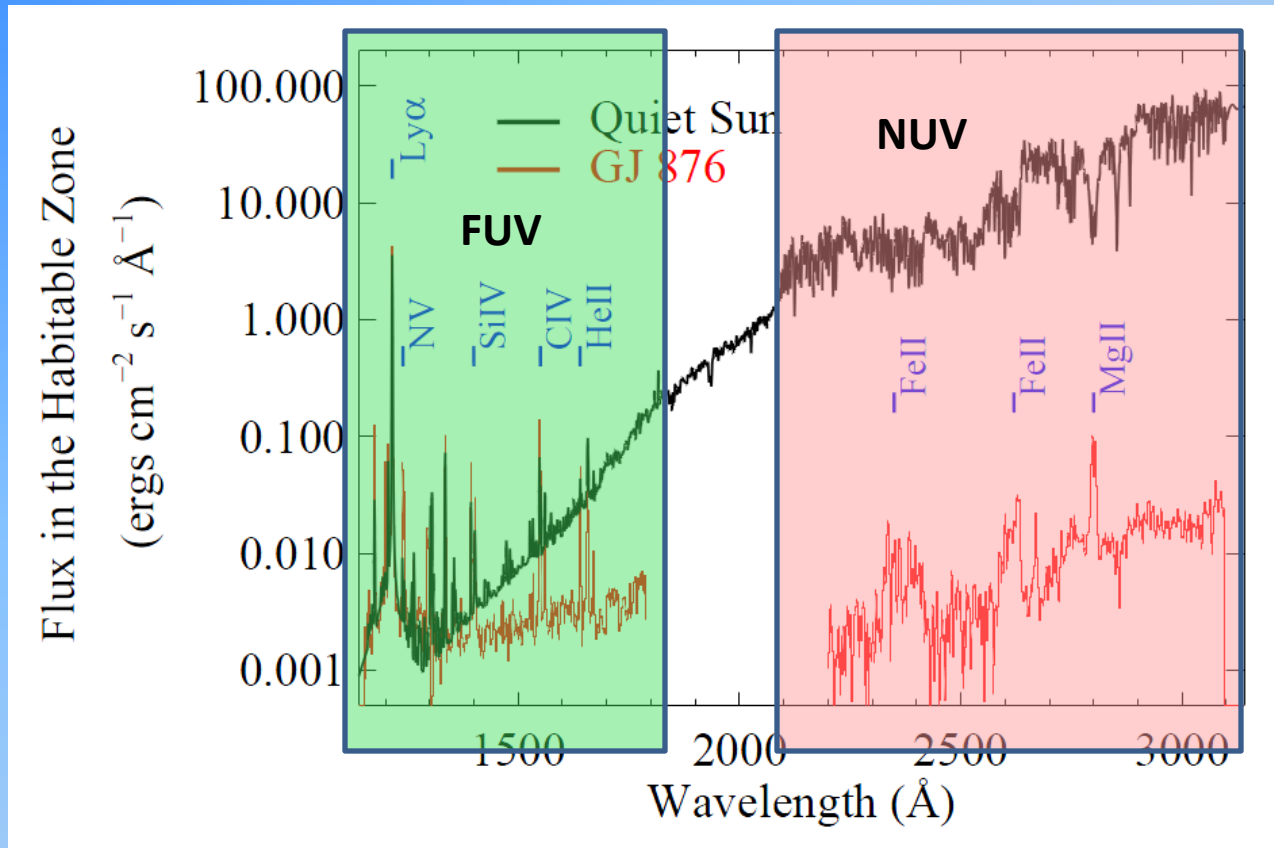 Flux in the Habitable Zone
(ergs cm⁻² s⁻¹ Å⁻¹)
100.000
10.000
1.000
0.100
0.010
0.001
Quiet Sun
GJ 876
FUV
NUV
Lyα
NV
SiIV
CIV
HeII
FeII
FeII
MgII
1500
2000
2500
3000
Wavelength (Å)